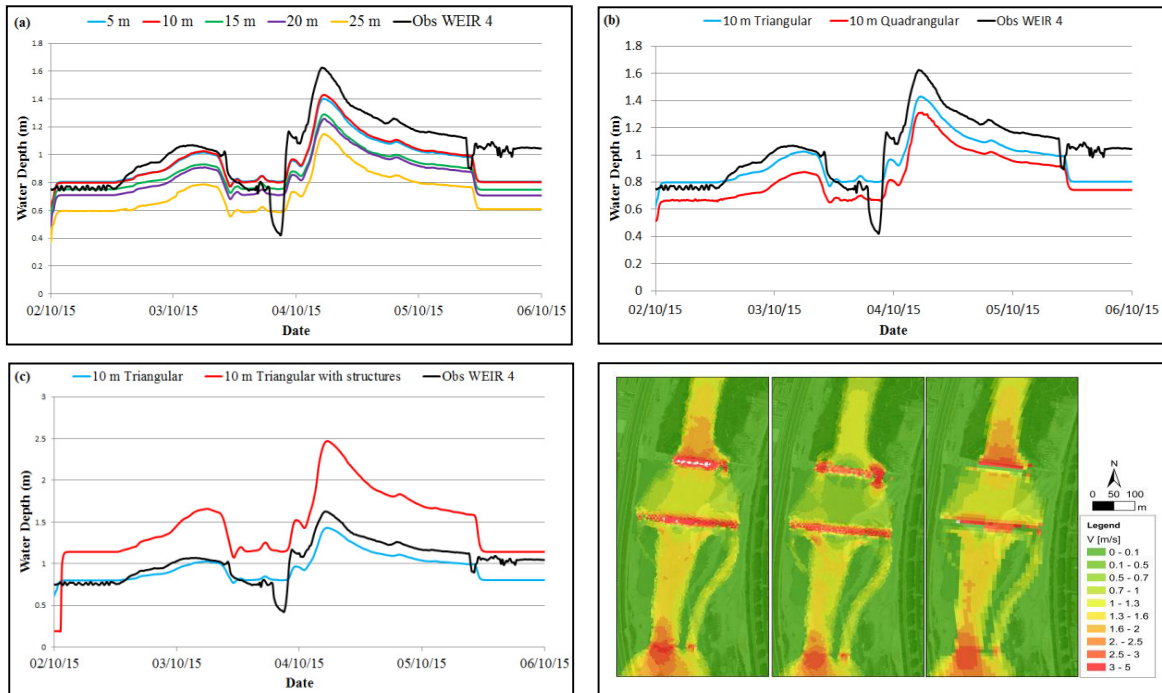 (a) 5 m 10 m 15 m 20 m 25 m Obs WEIR 4
Water Depth (m)
1.8
1.6
1.4
1.2
1
0.8
0.6
0.4
0.2
0
02/10/15 03/10/15 04/10/15 05/10/15 06/10/15
Date
(b) 10 m Triangular 10 m Quadrangular Obs WEIR 4
Water Depth (m)
1.8
1.6
1.4
1.2
1
0.8
0.6
0.4
0.2
0
02/10/15 03/10/15 04/10/15 05/10/15 06/10/15
Date
(c) 10 m Triangular 10 m Triangular with structures Obs WEIR 4
Water Depth (m)
3
2.5
2
1.5
1
0.5
0
02/10/15 03/10/15 04/10/15 05/10/15 06/10/15
Date
N
0 50 100
m
Legend
V [m/s]
0 - 0.1
0.1 - 0.5
0.5 - 0.7
0.7 - 1
1 - 1.3
1.3 - 1.6
1.6 - 2
2. - 2.5
2.5 - 3
3 - 5